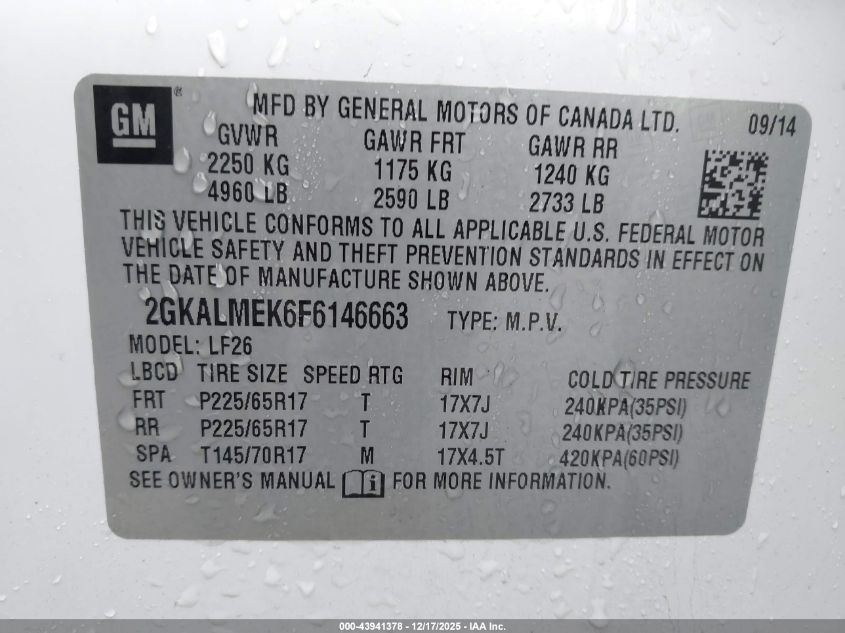 GM ®
MFD BY GENERAL MOTORS OF CANADA LTD. 09/14
GVWR GAWR FRT GAWR RR
2250 KG 1175 KG 1240 KG
4960 LB 2590 LB 2733 LB
THIS VEHICLE CONFORMS TO ALL APPLICABLE U.S. FEDERAL MOTOR
VEHICLE SAFETY AND THEFT PREVENTION STANDARDS IN EFFECT ON
THE DATE OF MANUFACTURE SHOWN ABOVE.
2GKALMEK6F6146663 TYPE: M.P.V.
MODEL: LF26
LBCD TIRE SIZE SPEED RTG RIM COLD TIRE PRESSURE
FRT P225/65R17 T 17X7J 240KPA(35PSI)
RR P225/65R17 T 17X7J 240KPA(35PSI)
SPA T145/70R17 M 17X4.5T 420KPA(60PSI)
SEE OWNER'S MANUAL i FOR MORE INFORMATION.
000-43941378 - 12/17/2025 - IAA Inc.